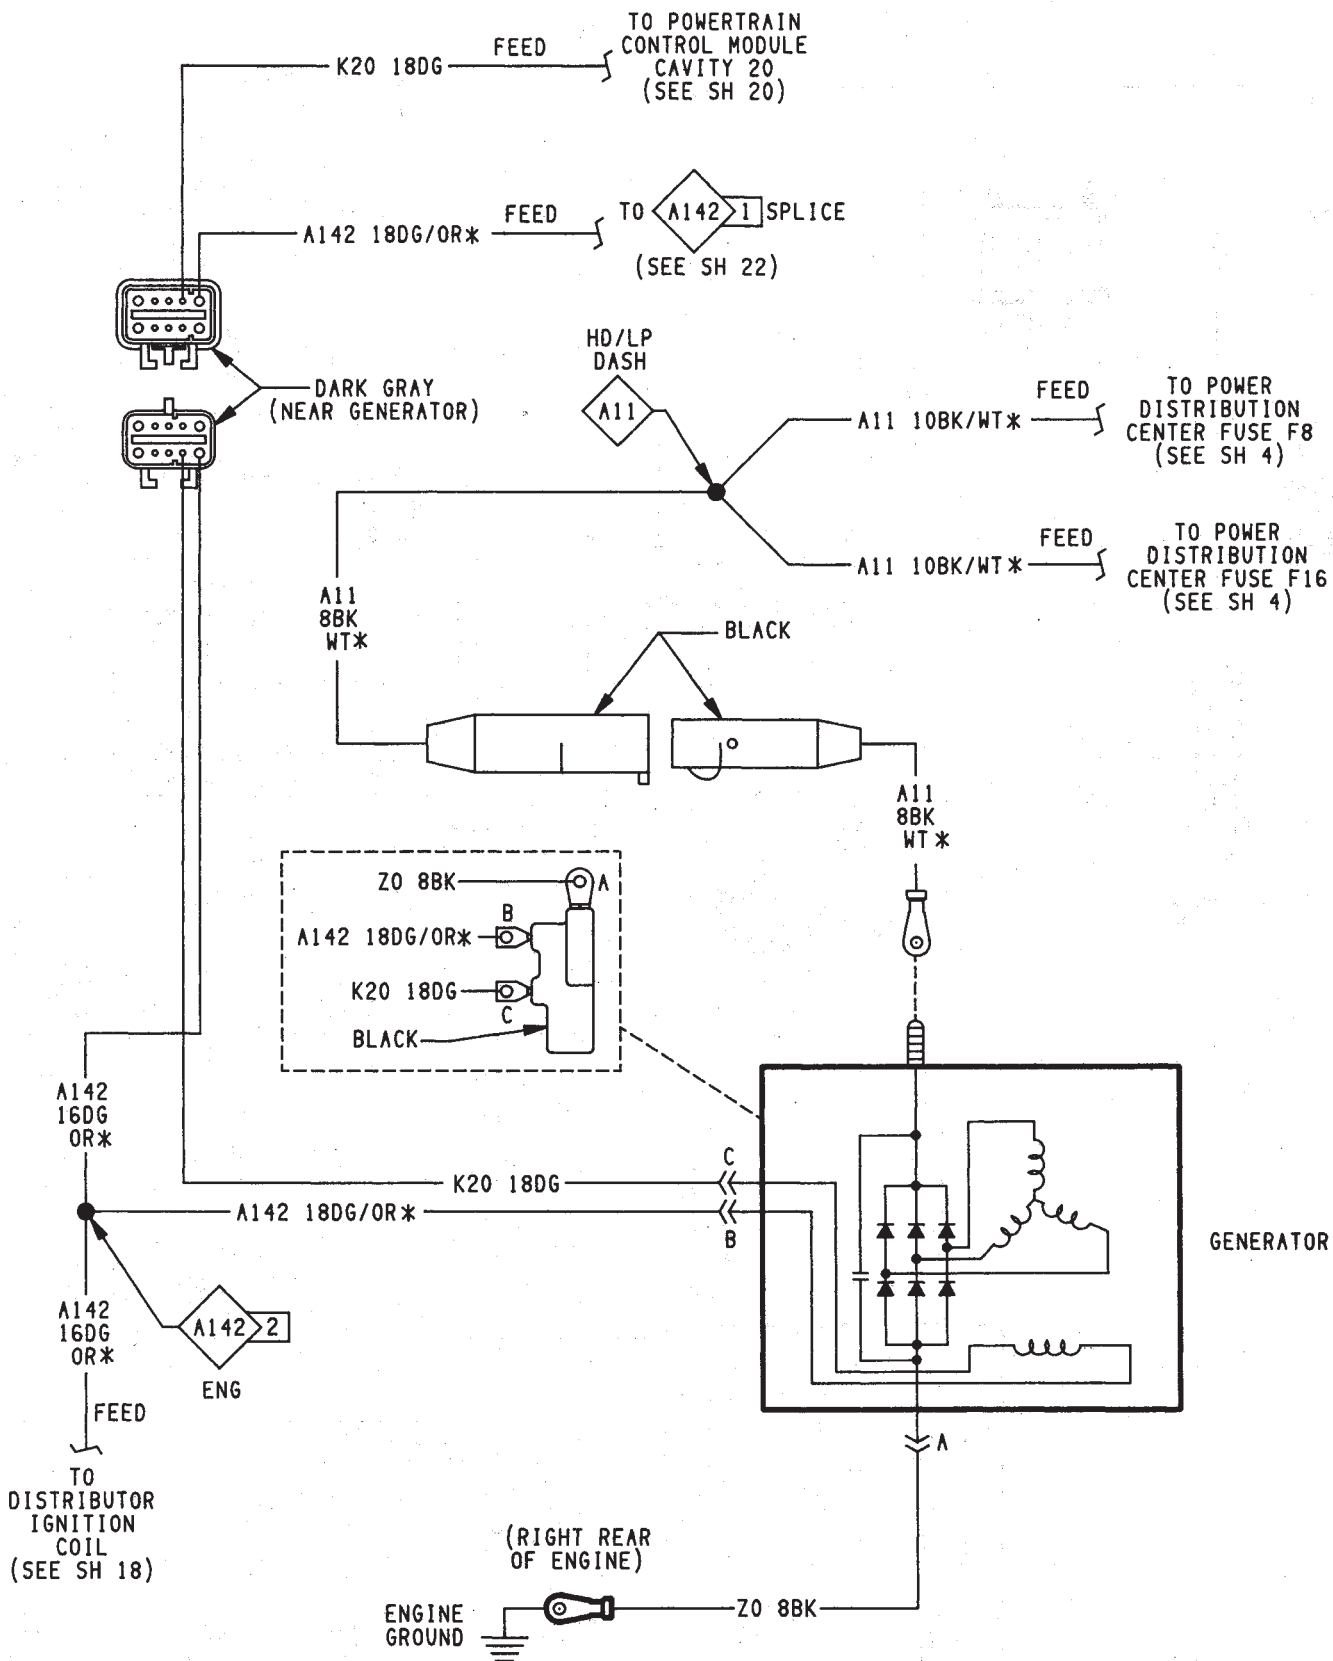 TO POWERTRAIN
CONTROL MODULE
CAVITY 20
(SEE SH 20)
FEED
K20 18DG
TO A142 1 SPLICE
(SEE SH 22)
FEED
A142 18DG/OR*
DARK GRAY
(NEAR GENERATOR)
HD/LP
DASH
A11
A11 10BK/WT*
FEED
TO POWER
DISTRIBUTION
CENTER FUSE F8
(SEE SH 4)
A11 10BK/WT*
FEED
TO POWER
DISTRIBUTION
CENTER FUSE F16
(SEE SH 4)
A11
8BK
WT*
BLACK
A11
8BK
WT*
Z0 8BK
A
B
A142 18DG/OR*
K20 18DG
C
BLACK
A142
16DG
OR*
C
K20 18DG
A142 18DG/OR*
B
GENERATOR
A142
16DG
OR*
A142 2
ENG
FEED
TO
DISTRIBUTOR
IGNITION
COIL
(SEE SH 18)
A
(RIGHT REAR
OF ENGINE)
Z0 8BK
ENGINE
GROUND